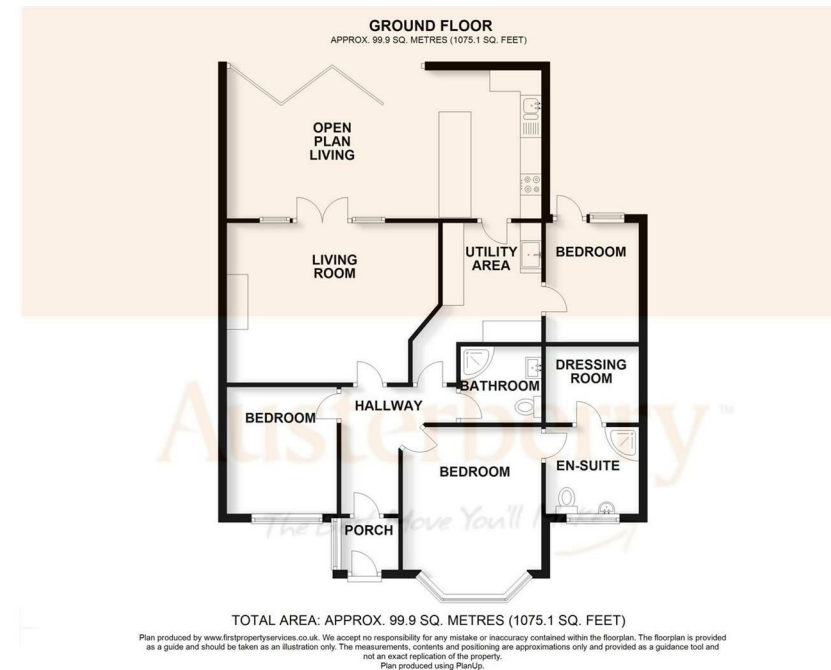 GROUND FLOOR
APPROX. 99.9 SQ. METRES (1075.1 SQ. FEET)
OPEN
PLAN
LIVING
LIVING
ROOM
UTILITY
AREA
BEDROOM
DRESSING
ROOM
BATHROOM
HALLWAY
BEDROOM
BEDROOM
EN-SUITE
PORCH
Austerberry™
The Best Move You'll Make
TOTAL AREA: APPROX. 99.9 SQ. METRES (1075.1 SQ. FEET)
Plan produced by www.firstpropertyservices.co.uk. We accept no responsibility for any mistake or inaccuracy contained within the floorplan. The floorplan is provided
as a guide and should be taken as an illustration only. The measurements, contents and positioning are approximations only and provided as a guidance tool and
not an exact replication of the property.
Plan produced using PlanUp.